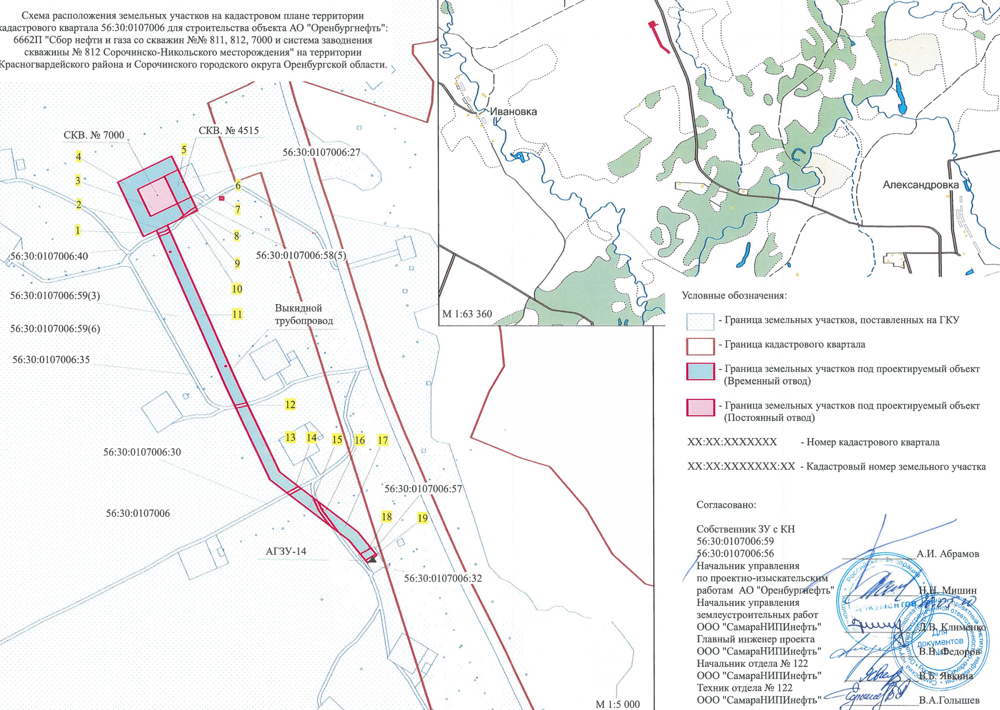 Схема расположения земельных участков на кадастровом плане территории
кадастрового квартала 56:30:0107006 для строительства объекта АО "Оренбургнефть":
6662П "Сбор нефти и газа со скважин №№ 811, 812, 7000 и система заводнения
скважины № 812 Сорочинско-Никольского месторождения" на территории
Красногвардейского района и Сорочинского городского округа Оренбургской области.
СКВ. № 7000
СКВ. № 4515
56:30:0107006:27
4
5
3
6
2
7
1
8
56:30:0107006:40
56:30:0107006:58(5)
9
10
56:30:0107006:59(3)
11
Выкидной
трубопровод
56:30:0107006:59(6)
56:30:0107006:35
12
13
14
15
16
17
56:30:0107006:30
56:30:0107006:57
56:30:0107006
18
19
АГЗУ-14
56:30:0107006:32
М 1:5 000
Ивановка
Александровка
М 1:63 360
Условные обозначения:
- Граница земельных участков, поставленных на ГКУ
- Граница кадастрового квартала
- Граница земельных участков под проектируемый объект
(Временный отвод)
- Граница земельных участков под проектируемый объект
(Постоянный отвод)
XX:XX:XXXXXXX - Номер кадастрового квартала
XX:XX:XXXXXXX:XX - Кадастровый номер земельного участка
Согласовано:
Собственник ЗУ с КН
56:30:0107006:59
56:30:0107006:56 А.И. Абрамов
Начальник управления
по проектно-изыскательским
работам АО "Оренбургнефть" Н.Н. Мишин
Начальник управления
землеустроительных работ
ООО "СамараНИПИнефть" Д.В. Клименко
Главный инженер проекта
ООО "СамараНИПИнефть" В.В. Федоров
Начальник отдела № 122
ООО "СамараНИПИнефть" В.В. Явкина
Техник отдела № 122
ООО "СамараНИПИнефть" В.А.Голышев
Российская Федерация
документов
Для
документов